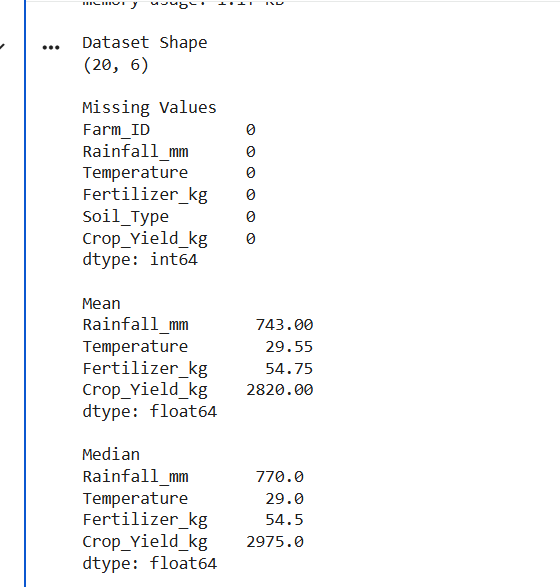 Dataset Shape
(20, 6)
Missing Values
Farm_ID 0
Rainfall_mm 0
Temperature 0
Fertilizer_kg 0
Soil_Type 0
Crop_Yield_kg 0
dtype: int64
Mean
Rainfall_mm 743.00
Temperature 29.55
Fertilizer_kg 54.75
Crop_Yield_kg 2820.00
dtype: float64
Median
Rainfall_mm 770.0
Temperature 29.0
Fertilizer_kg 54.5
Crop_Yield_kg 2975.0
dtype: float64